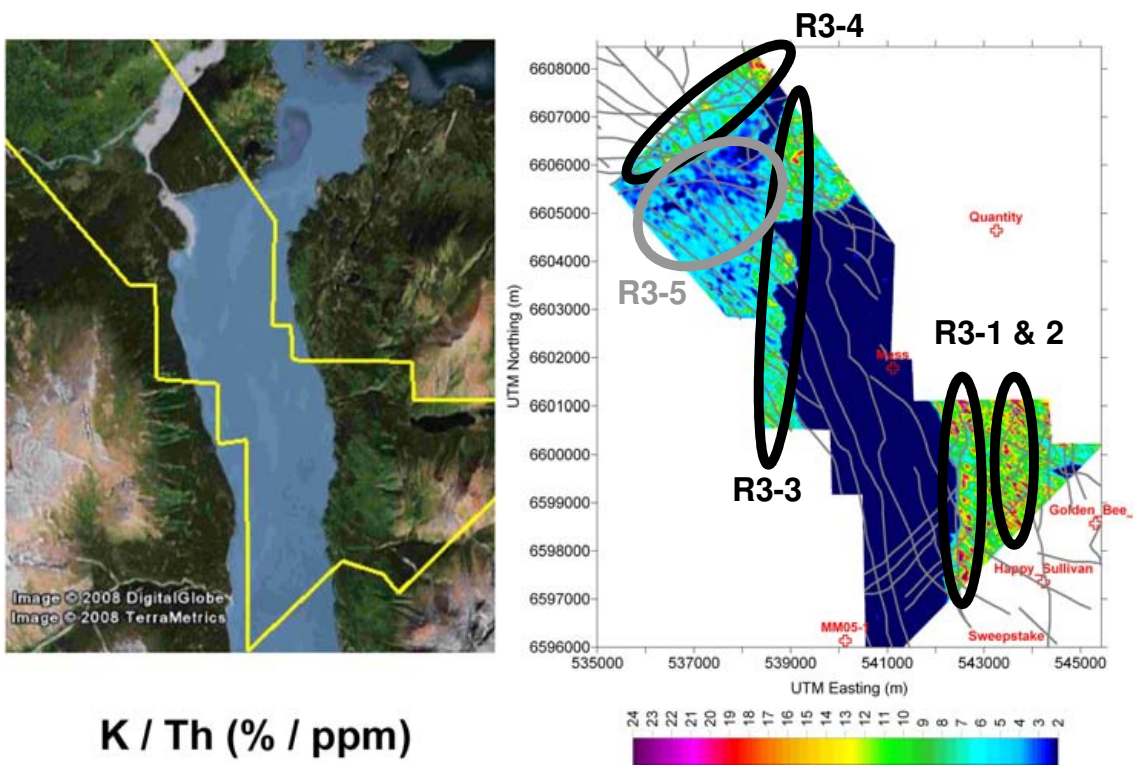 R3-4
6608000
6607000
6606000
6605000
6604000
6603000
6602000
6601000
6600000
6599000
6598000
6597000
6596000
UTM Northing (m)
Quantity
R3-5
R3-1 & 2
Mass
R3-3
Golden_Bee_
Happy_Sullivan
MM05-1
Sweepstake
535000 537000 539000 541000 543000 545000
UTM Easting (m)
Image © 2008 DigitalGlobe
Image © 2008 TerraMetrics
K / Th (% / ppm)
24 23 22 21 20 19 18 17 16 15 14 13 12 11 10 9 8 7 6 5 4 3 2